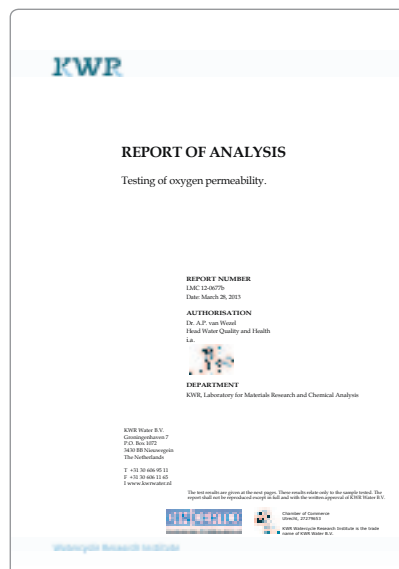 KWR
REPORT OF ANALYSIS
Testing of oxygen permeability.
REPORT NUMBER
LMC 12-0677b
Date: March 28, 2013
AUTHORISATION
Dr. A.P. van Wezel
Head Water Quality and Health
i.a.
DEPARTMENT
KWR, Laboratory for Materials Research and Chemical Analysis
KWR Water B.V.
Groningenhaven 7
P.O. Box 1072
3430 BB Nieuwegein
The Netherlands
T +31 30 606 95 11
F +31 30 606 11 65
I www.kwrwater.nl
The test results are given at the next pages. These results relate only to the sample tested. The
report shall not be reproduced except in full and with the written approval of KWR Water B.V.
Chamber of Commerce
Utrecht, 27279653
KWR Watercycle Research Institute is the trade
name of KWR Water B.V.
Watercycle Research Institute